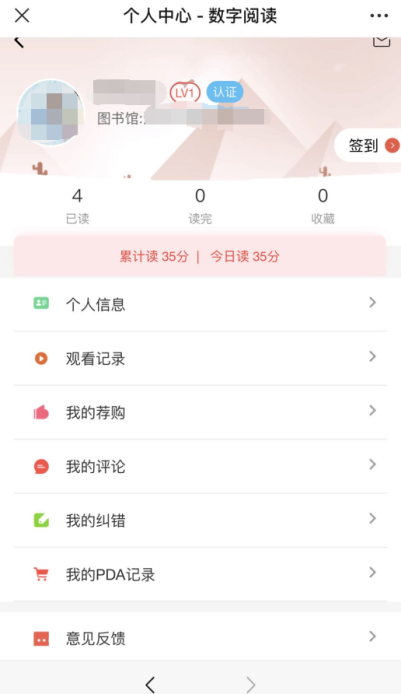 个人中心 - 数字阅读
LV1 认证
图书馆:
签到
4 0 0
已读 读完 收藏
累计读 35分 | 今日读 35分
个人信息
观看记录
我的荐购
我的评论
我的纠错
我的PDA记录
意见反馈